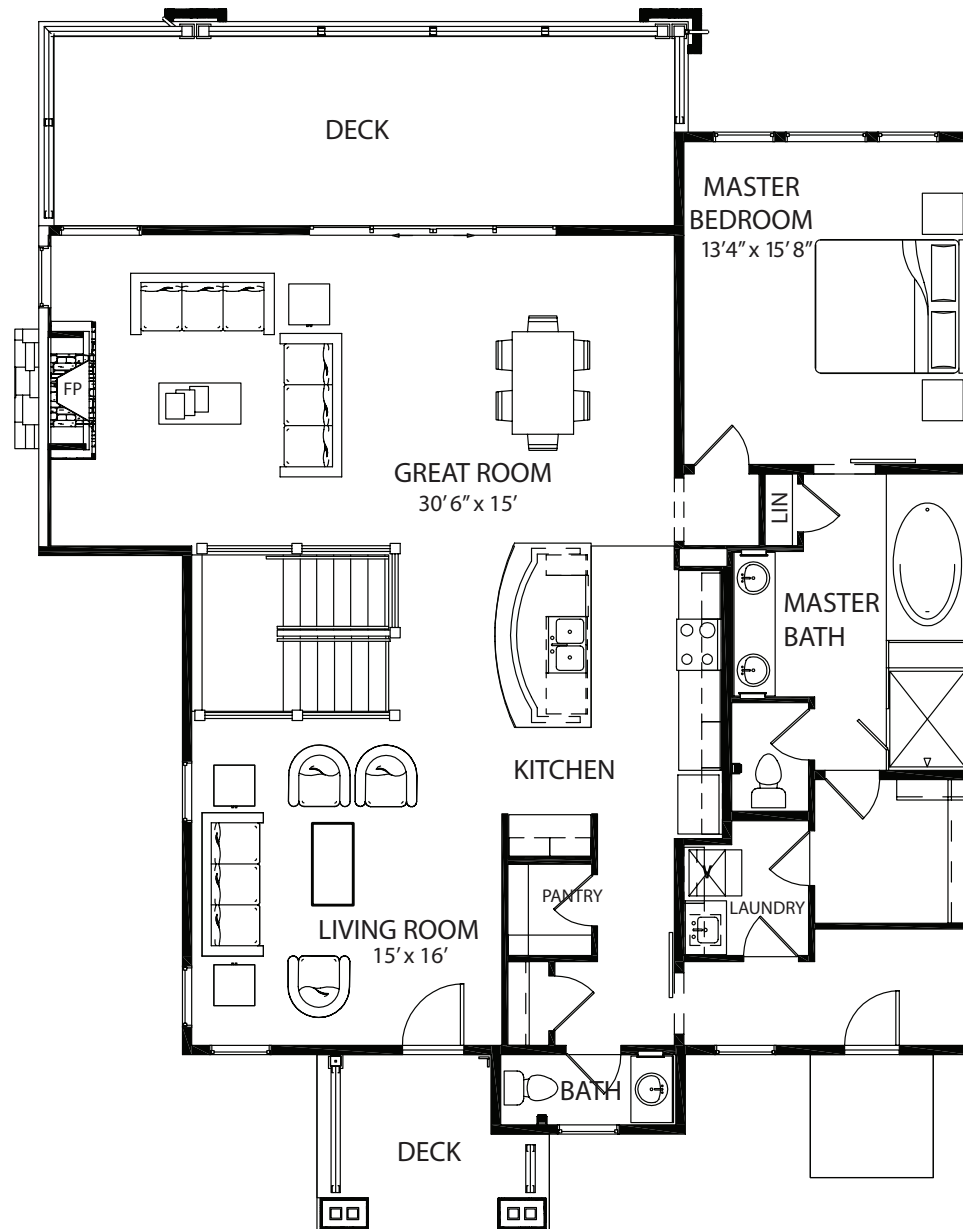 DECK
MASTER
BEDROOM
13'4" x 15'8"
FP
GREAT ROOM
30'6" x 15'
LIN
MASTER
BATH
KITCHEN
PANTRY
V
LAUNDRY
LIVING ROOM
15' x 16'
BATH
DECK